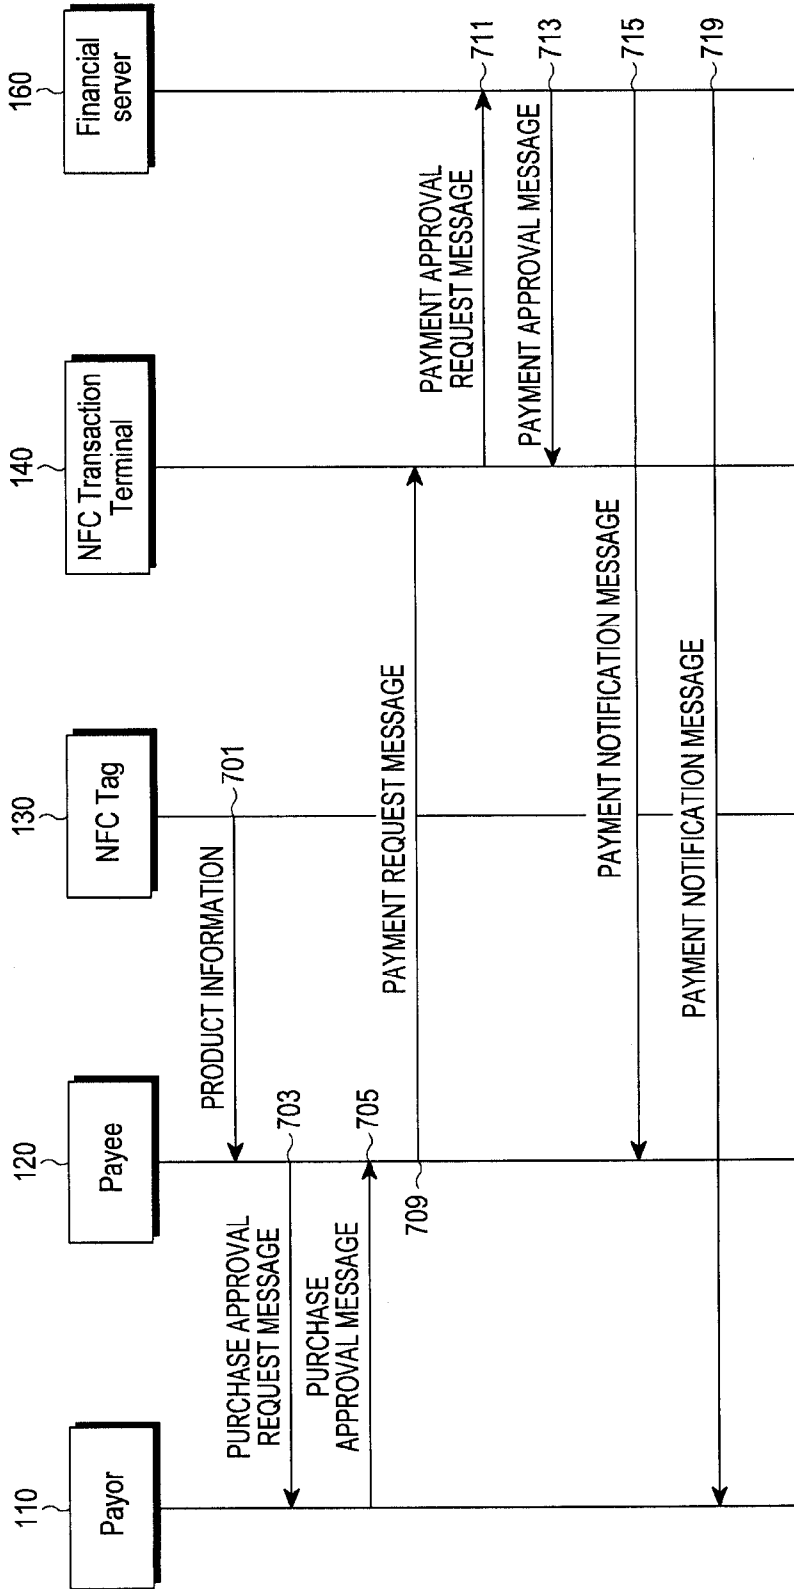 110
Payor
120
Payee
130
NFC Tag
140
NFC Transaction
Terminal
160
Financial
server
PRODUCT INFORMATION
701
PURCHASE APPROVAL
REQUEST MESSAGE
703
PURCHASE
APPROVAL MESSAGE
705
709
PAYMENT REQUEST MESSAGE
PAYMENT APPROVAL
REQUEST MESSAGE
711
PAYMENT APPROVAL MESSAGE
713
PAYMENT NOTIFICATION MESSAGE
715
PAYMENT NOTIFICATION MESSAGE
719